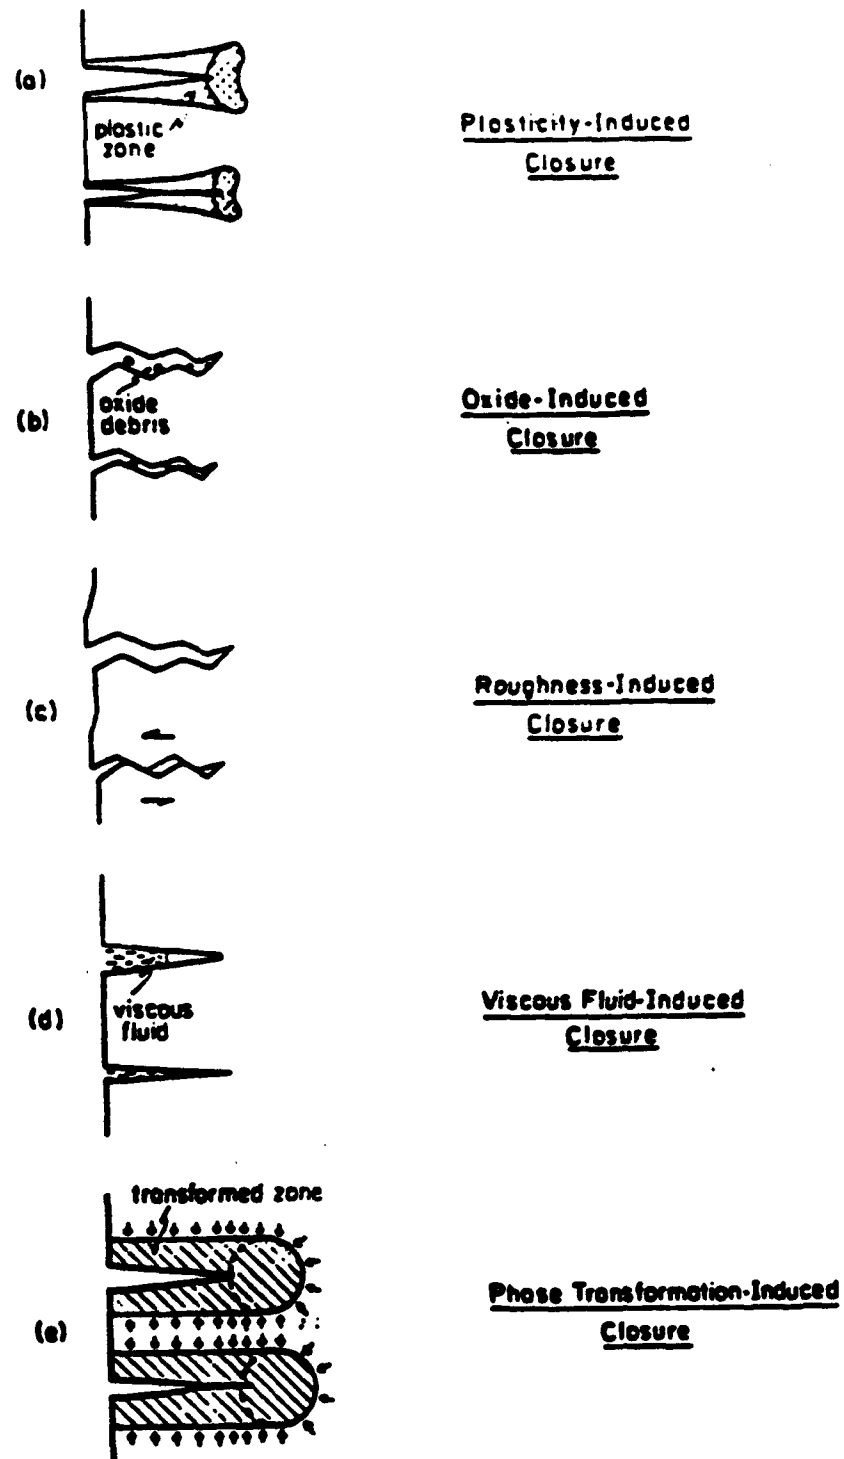 (a)
plastic
zone
Plasticity-Induced
Closure
(b)
oxide
debris
Oxide-Induced
Closure
(c)
Roughness-Induced
Closure
(d)
viscous
fluid
Viscous Fluid-Induced
Closure
(e)
transformed zone
Phase Transformation-Induced
Closure